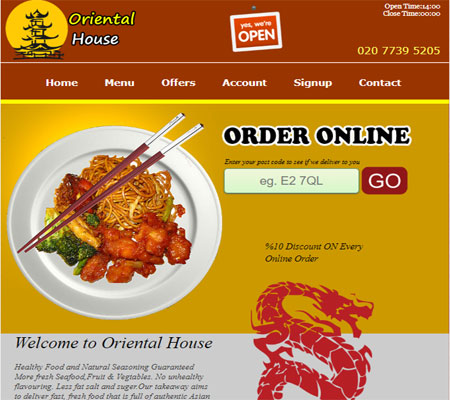 Oriental
House
yes, we're
OPEN
Open Time:14:00
Close Time:00:00
020 7739 5205
Home Menu Offers Account Signup Contact
ORDER ONLINE
Enter your post code to see if we deliver to you
eg. E2 7QL GO
%10 Discount ON Every
Online Order
Welcome to Oriental House
Healthy Food and Natural Seasoning Guaranteed
More fresh Seafood,Fruit & Vegtables. No unhealthy
flavouring, Less fat salt and suger.Our takeaway aims
to deliver fast, fresh food that is full of authentic Asian